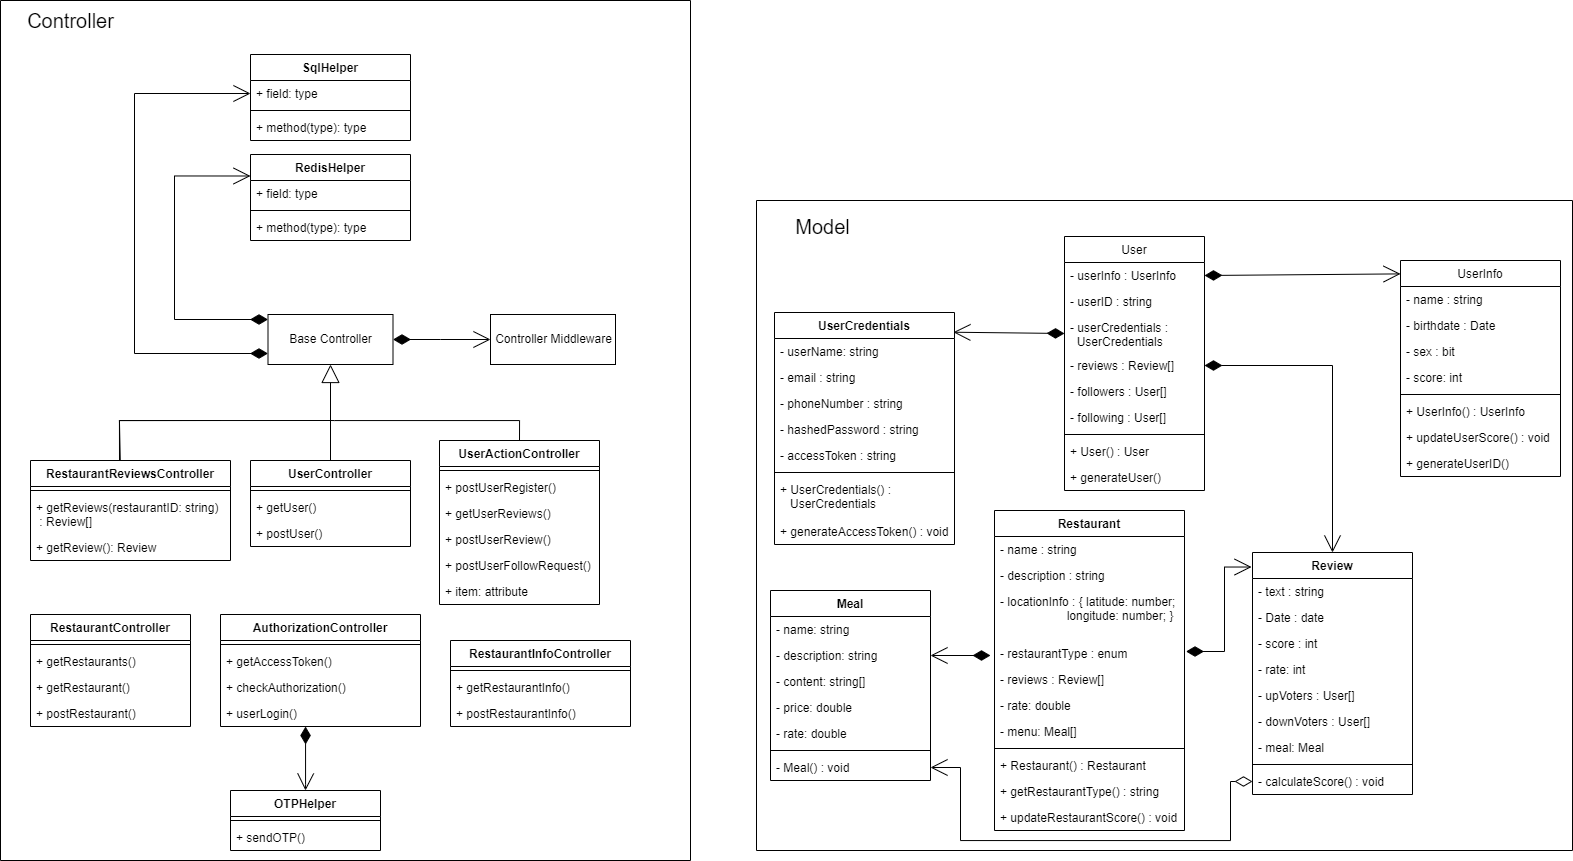 Controller
SqlHelper
+ field: type
+ method(type): type
RedisHelper
+ field: type
+ method(type): type
Base Controller
Controller Middleware
RestaurantReviewsController
+ getReviews(restaurantID: string)
: Review[]
+ getReview(): Review
UserController
+ getUser()
+ postUser()
UserActionController
+ postUserRegister()
+ getUserReviews()
+ postUserReview()
+ postUserFollowRequest()
+ item: attribute
RestaurantController
+ getRestaurants()
+ getRestaurant()
+ postRestaurant()
AuthorizationController
+ getAccessToken()
+ checkAuthorization()
+ userLogin()
RestaurantInfoController
+ getRestaurantInfo()
+ postRestaurantInfo()
OTPHelper
+ sendOTP()
Model
User
- userInfo : UserInfo
- userID : string
- userCredentials :
UserCredentials
- reviews : Review[]
- followers : User[]
- following : User[]
+ User() : User
+ generateUser()
UserInfo
- name : string
- birthdate : Date
- sex : bit
- score: int
+ UserInfo() : UserInfo
+ updateUserScore() : void
+ generateUserID()
UserCredentials
- userName: string
- email : string
- phoneNumber : string
- hashedPassword : string
- accessToken : string
+ UserCredentials() :
UserCredentials
+ generateAccessToken() : void
Restaurant
- name : string
- description : string
- locationInfo : { latitude: number;
longitude: number; }
- restaurantType : enum
- reviews : Review[]
- rate: double
- menu: Meal[]
+ Restaurant() : Restaurant
+ getRestaurantType() : string
+ updateRestaurantScore() : void
Meal
- name: string
- description: string
- content: string[]
- price: double
- rate: double
- Meal() : void
Review
- text : string
- Date : date
- score : int
- rate: int
- upVoters : User[]
- downVoters : User[]
- meal: Meal
- calculateScore() : void